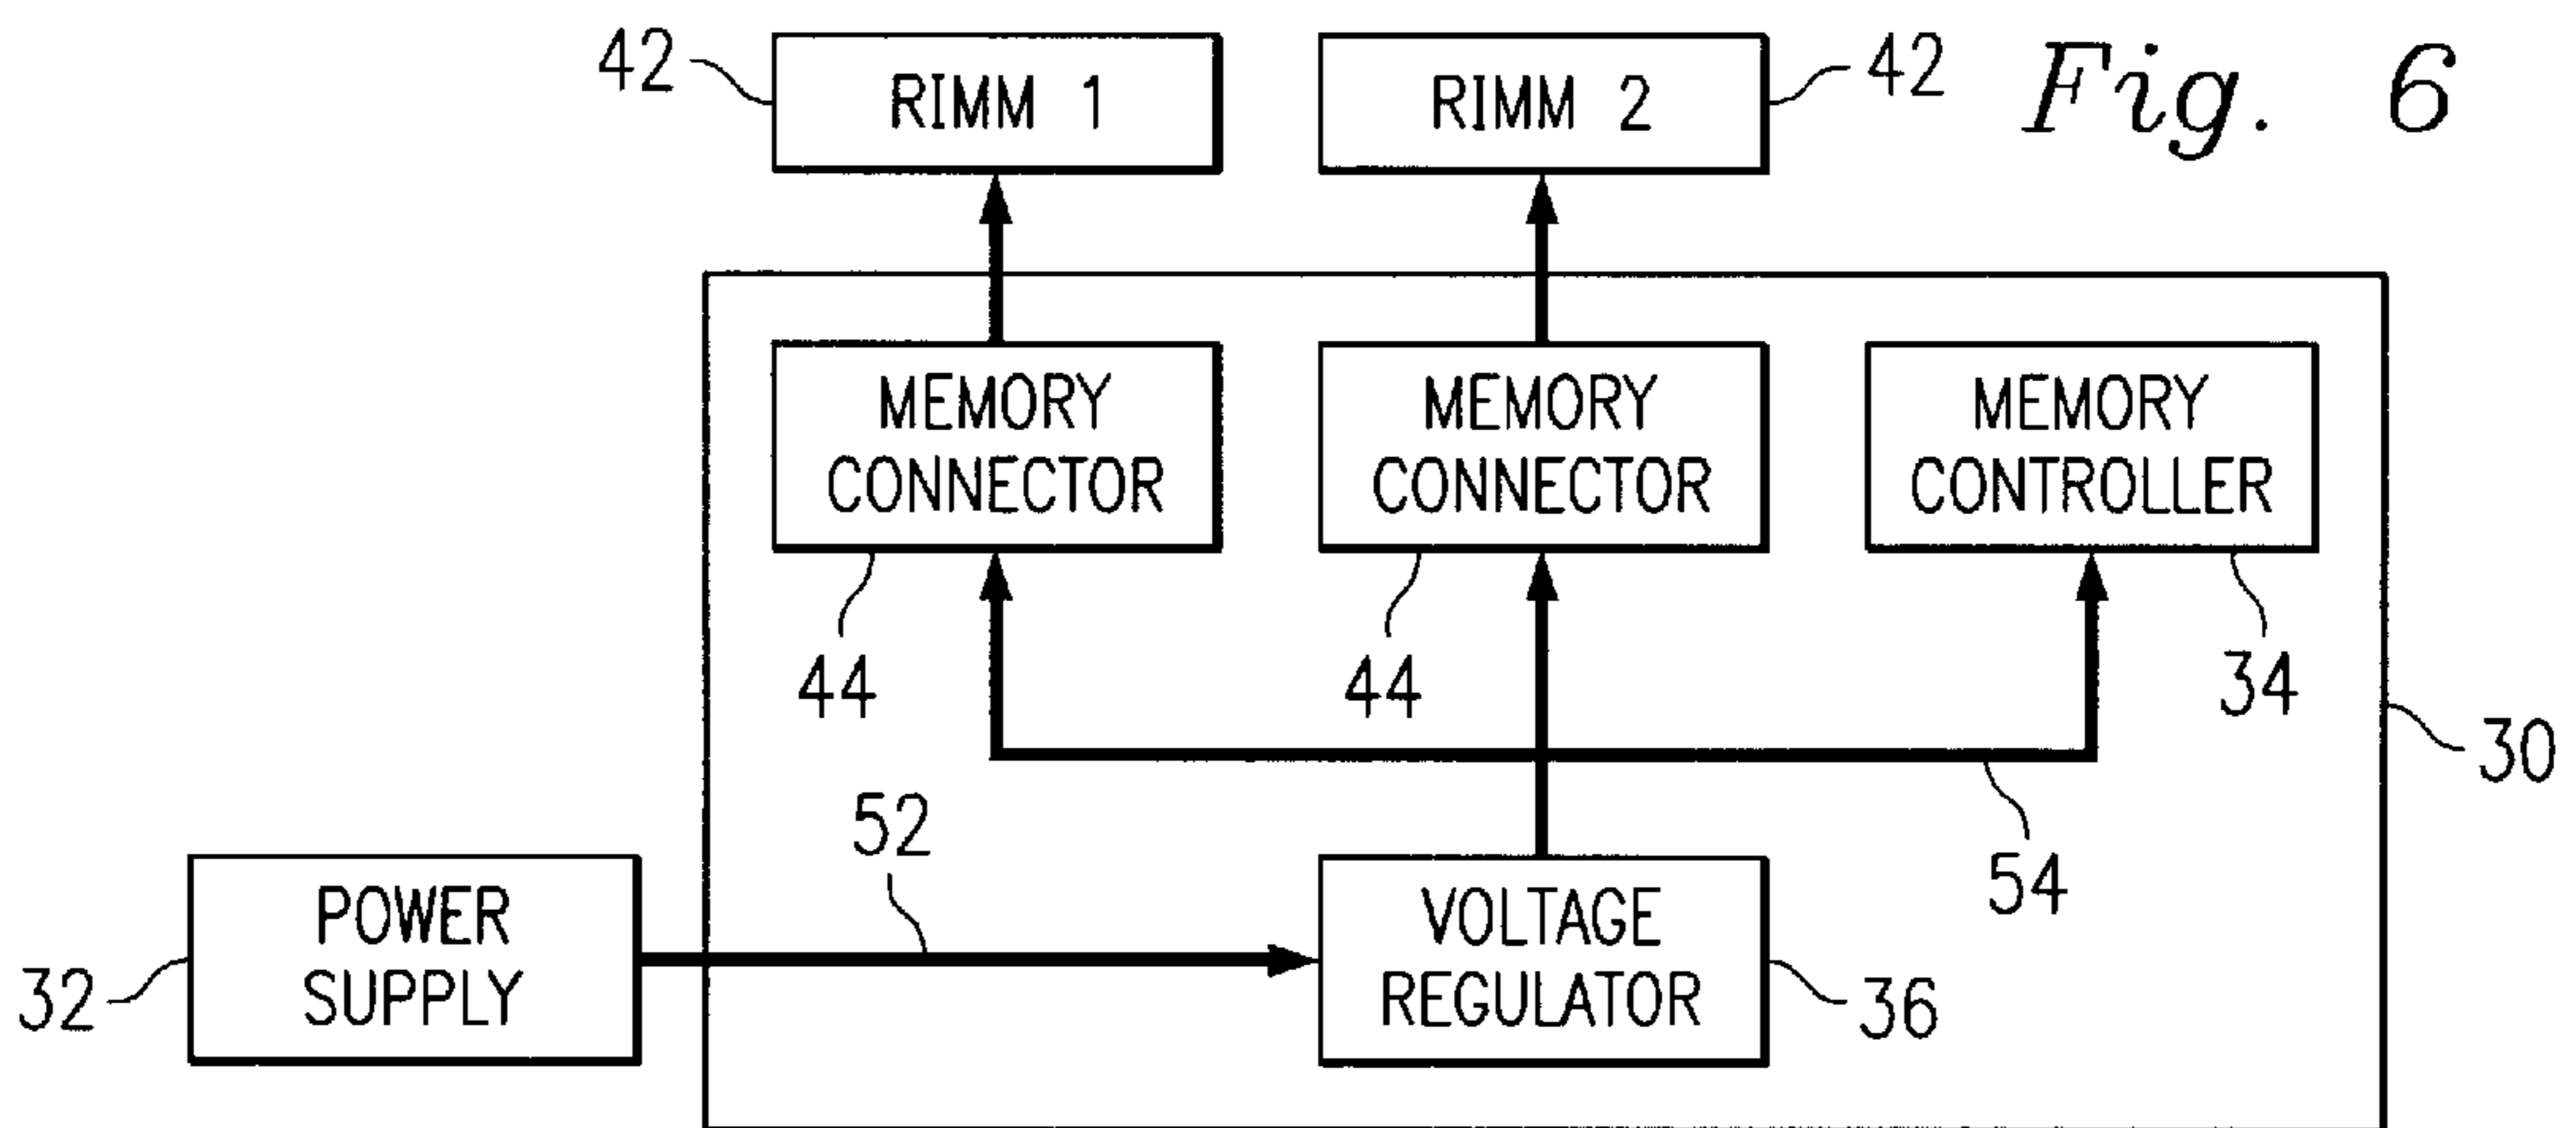 42
RIMM 1
RIMM 2
42
Fig. 6
MEMORY
CONNECTOR
MEMORY
CONNECTOR
MEMORY
CONTROLLER
44
44
34
30
52
54
POWER
SUPPLY
32
VOLTAGE
REGULATOR
36